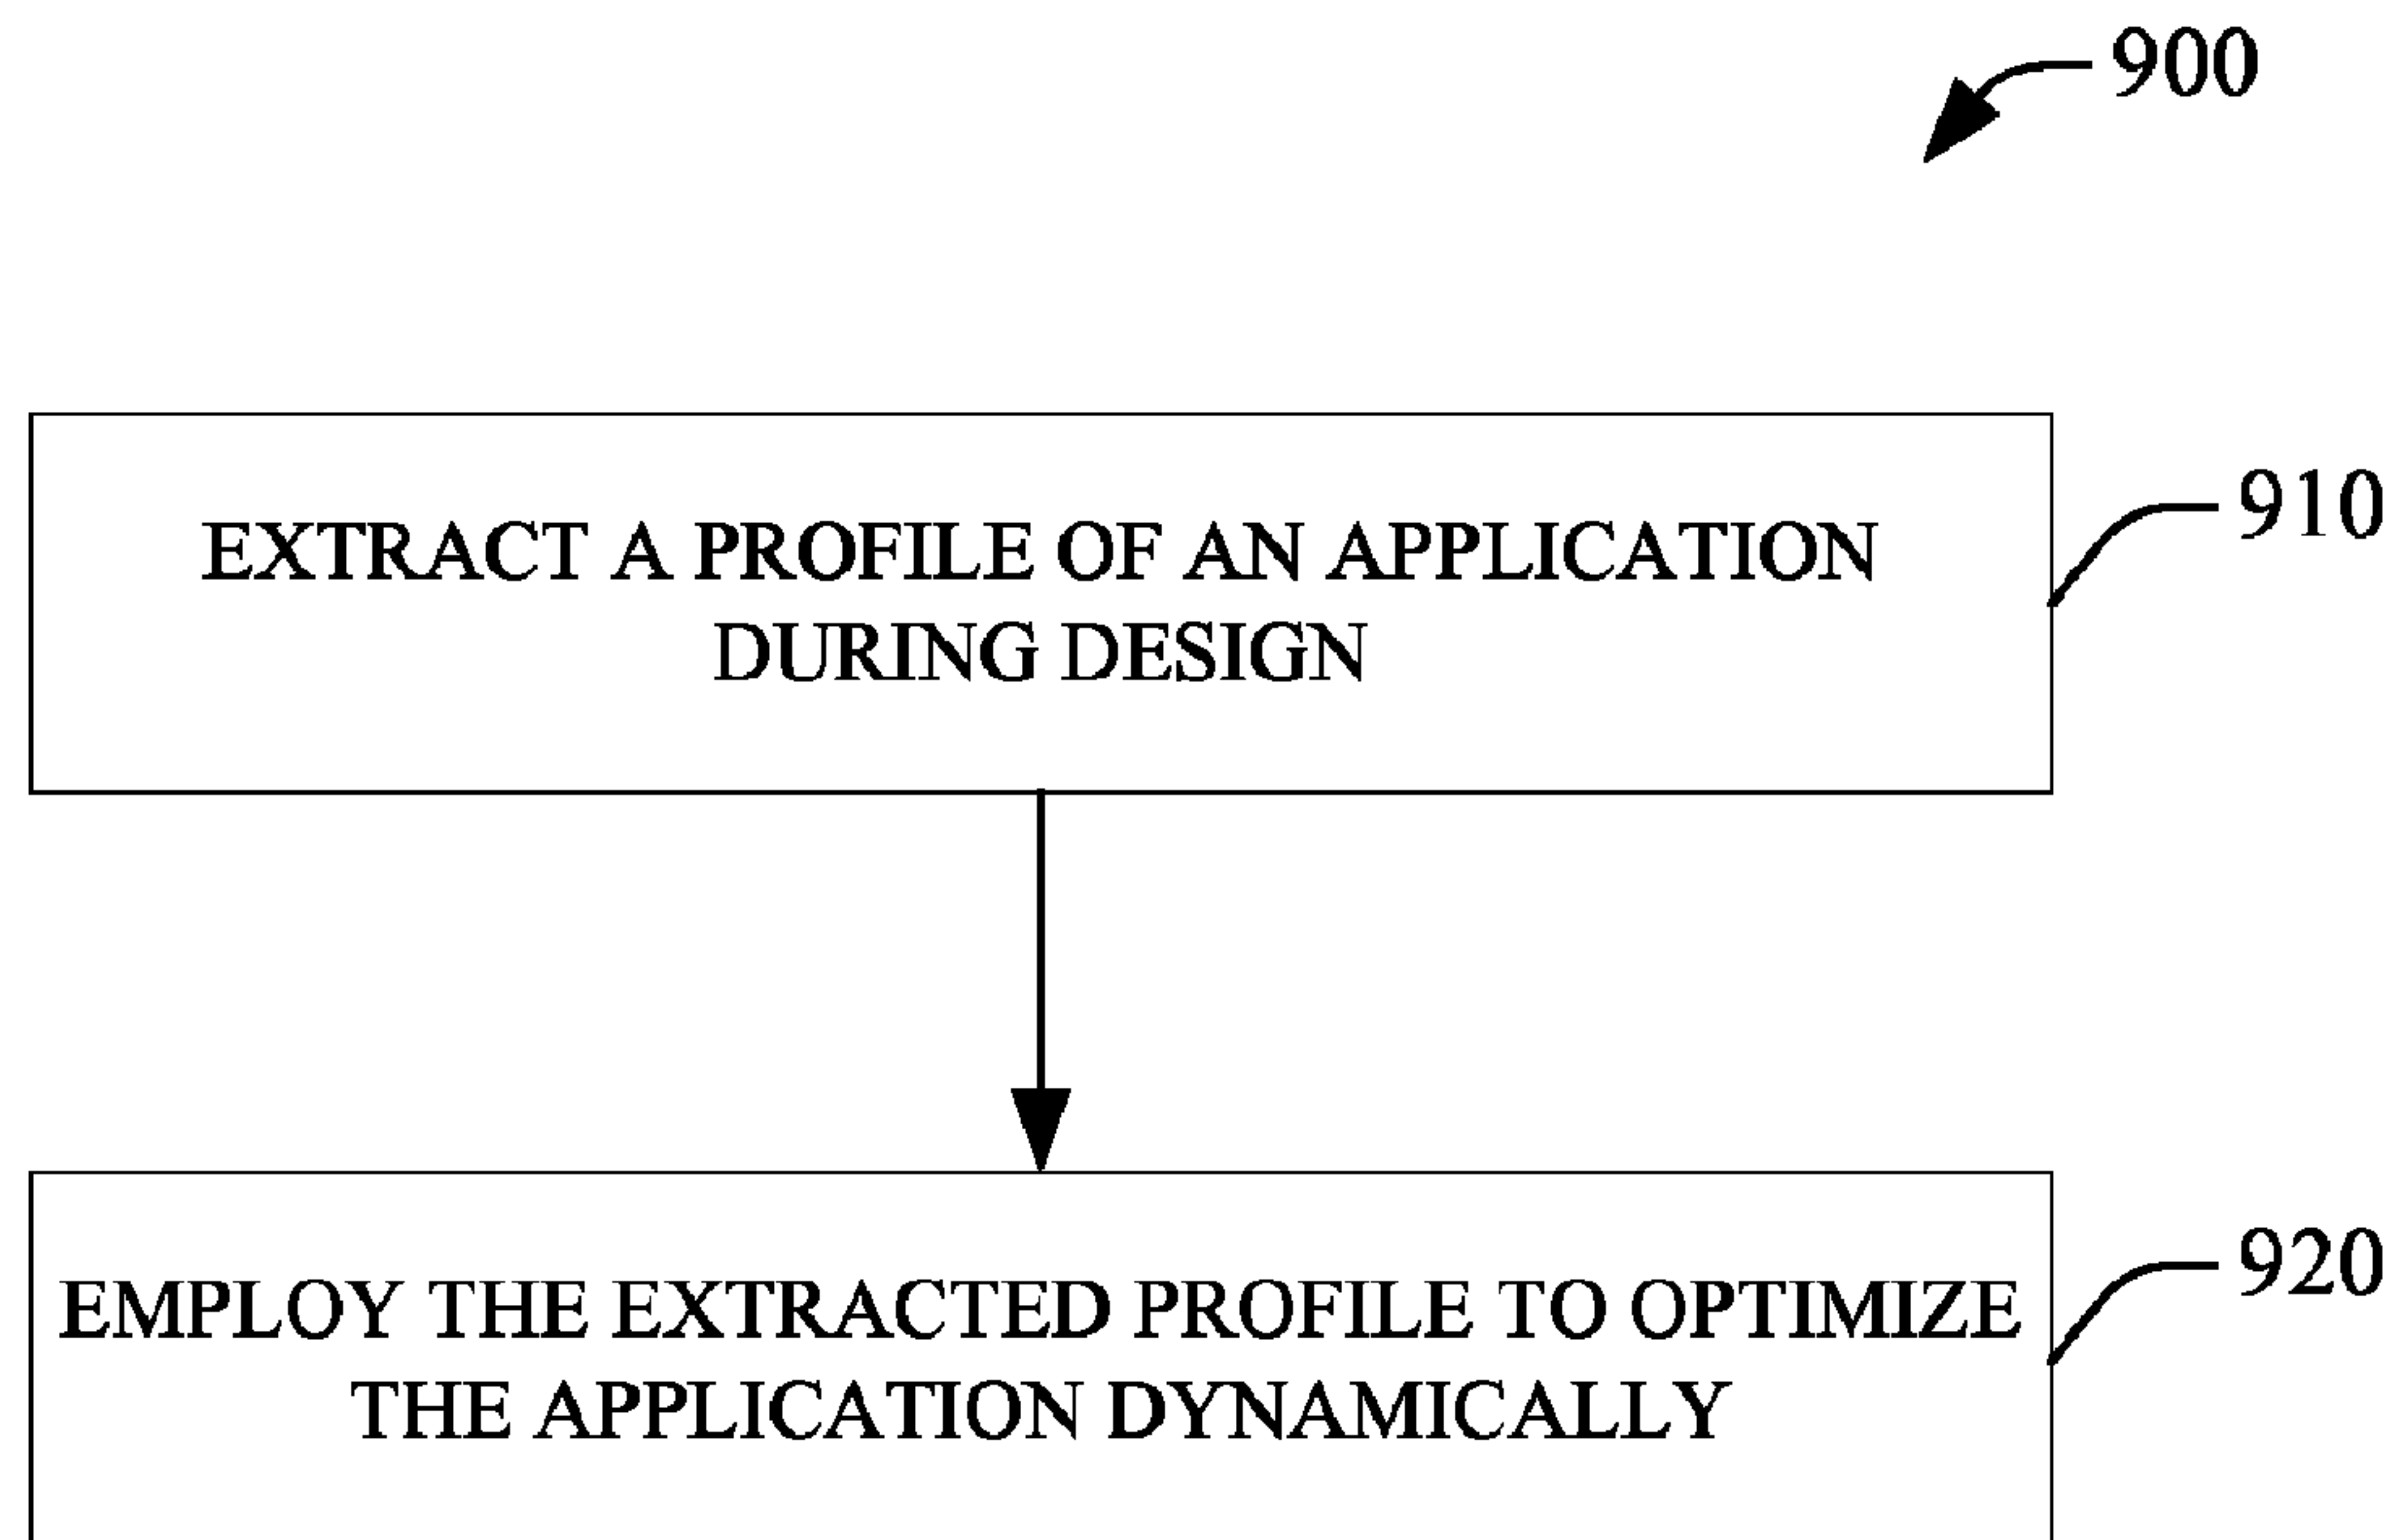 900
EXTRACT A PROFILE OF AN APPLICATION
DURING DESIGN
910
EMPLOY THE EXTRACTED PROFILE TO OPTIMIZE
THE APPLICATION DYNAMICALLY
920